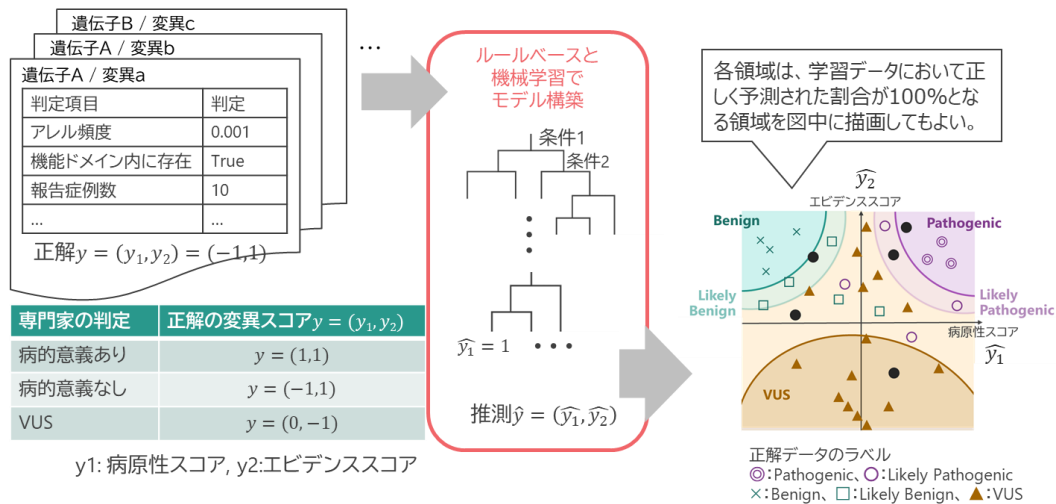 遺伝子B / 変異c
遺伝子A / 変異b
遺伝子A / 変異a
...
判定項目 判定
アレル頻度 0.001
機能ドメイン内に存在 True
報告症例数 10
... ...
正解y = (y₁,y₂) = (−1,1)
専門家の判定 正解の変異スコアy = (y₁,y₂)
病的意義あり y = (1,1)
病的意義なし y = (−1,1)
VUS y = (0, −1)
y1: 病原性スコア, y2:エビデンススコア
ルールベースと
機械学習で
モデル構築
条件1
条件2
ŷ₁ = 1
推測ŷ = (ŷ₁,ŷ₂)
各領域は、学習データにおいて正
しく予測された割合が100%とな
る領域を図中に描画してもよい。
ŷ₂
エビデンススコア
Benign
Pathogenic
Likely
Benign
Likely
Pathogenic
病原性スコア
ŷ₁
VUS
正解データのラベル
◎:Pathogenic、○:Likely Pathogenic
×:Benign、□:Likely Benign、▲:VUS